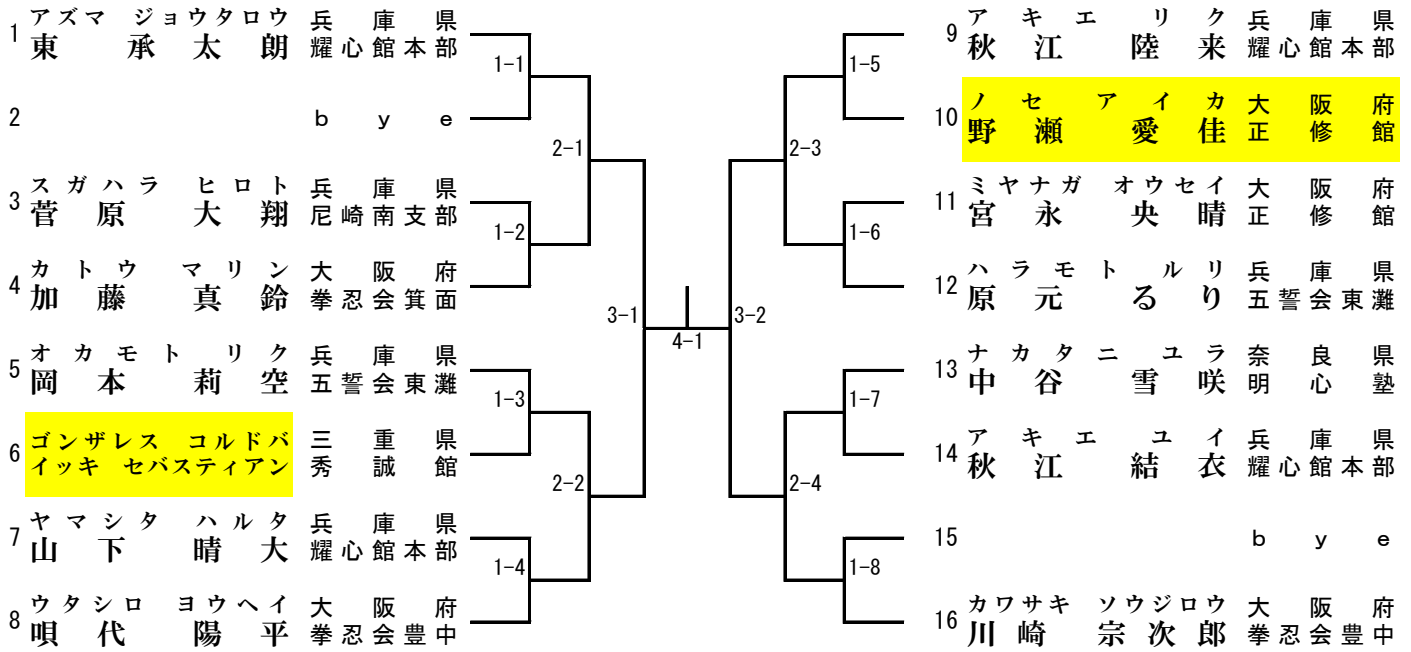 1 アズマ ジョウタロウ 兵庫県
東 承太朗 耀心館本部
1-1
2 bye
2-1
3 スガハラ ヒロト 兵庫県
菅原 大翔 尼崎南支部
1-2
4 カトウ マリン 大阪府
加藤 真鈴 拳忍会箕面
3-1
5 オカモト リク 兵庫県
岡本 莉空 五誓会東灘
1-3
6 ゴンザレス コルドバ 三重県
イッキ セバスティアン 秀誠館
2-2
7 ヤマシタ ハルタ 兵庫県
山下 晴大 耀心館本部
1-4
8 ウタシロ ヨウヘイ 大阪府
唄代 陽平 拳忍会豊中
4-1
9 アキエ リク 兵庫県
秋江 陸来 耀心館本部
1-5
10 ノセ アイカ 大阪府
野瀬 愛佳 正修館
2-3
11 ミヤナガ オウセイ 大阪府
宮永 央晴 正修館
1-6
12 ハラモト ルリ 兵庫県
原元 るり 五誓会東灘
3-2
13 ナカタニ ユラ 奈良県
中谷 雪咲 明心塾
1-7
14 アキエ ユイ 兵庫県
秋江 結衣 耀心館本部
2-4
15 bye
1-8
16 カワサキ ソウジロウ 大阪府
川崎 宗次郎 拳忍会豊中